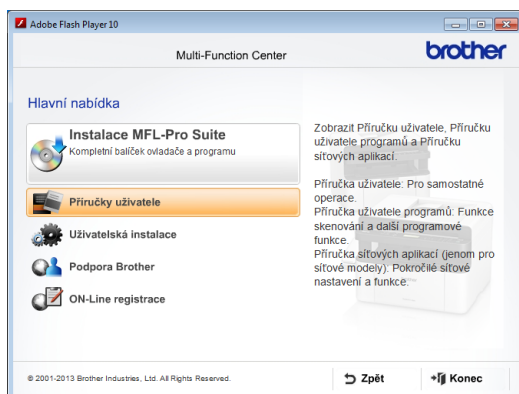 Adobe Flash Player 10
Multi-Function Center
brother
Hlavní nabídka
Instalace MFL-Pro Suite
Kompletní balíček ovladače a programu
Příručky uživatele
Uživatelská instalace
Podpora Brother
ON-Line registrace
Zobrazit Příručku uživatele, Příručku
uživatele programů a Příručku
síťových aplikací.
Příručka uživatele: Pro samostatné
operace.
Příručka uživatele programů: Funkce
skenování a další programové
funkce.
Příručka síťových aplikací (jenom pro
síťové modely): Pokročilé síťové
nastavení a funkce.
© 2001-2013 Brother Industries, Ltd. All Rights Reserved.
Zpět
Konec